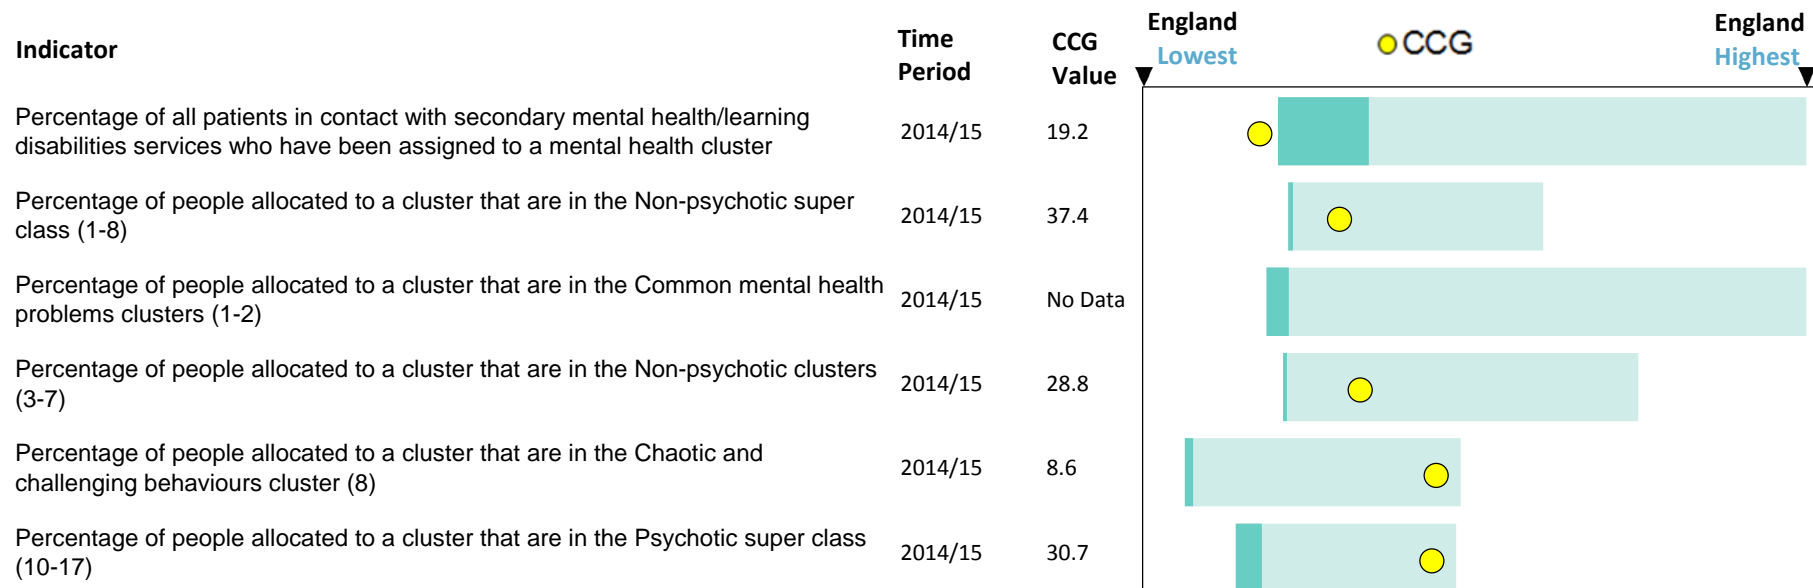 Indicator
Time
Period
CCG
Value
England
Lowest
CCG
England
Highest
Percentage of all patients in contact with secondary mental health/learning
disabilities services who have been assigned to a mental health cluster
2014/15
19.2
Percentage of people allocated to a cluster that are in the Non-psychotic super
class (1-8)
2014/15
37.4
Percentage of people allocated to a cluster that are in the Common mental health
problems clusters (1-2)
2014/15
No Data
Percentage of people allocated to a cluster that are in the Non-psychotic clusters
(3-7)
2014/15
28.8
Percentage of people allocated to a cluster that are in the Chaotic and
challenging behaviours cluster (8)
2014/15
8.6
Percentage of people allocated to a cluster that are in the Psychotic super class
(10-17)
2014/15
30.7